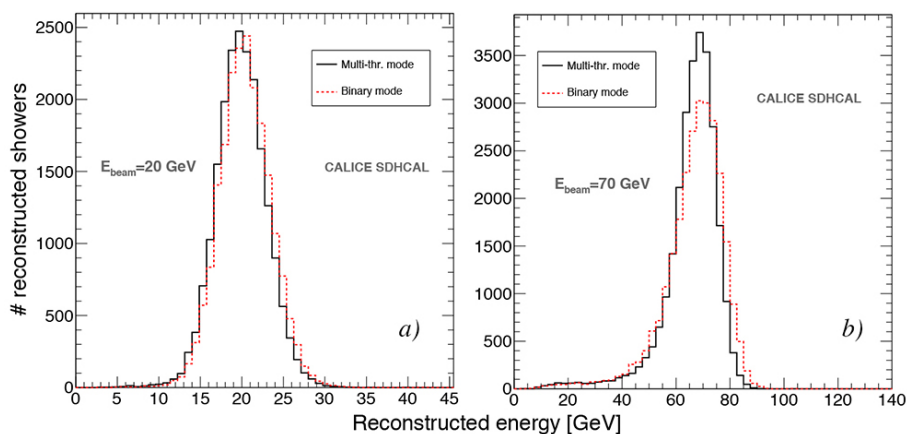 # reconstructed showers
2500
2000
1500
1000
500
0
0 5 10 15 20 25 30 35 40 45
Multi-thr. mode
Binary mode
E_beam=20 GeV
CALICE SDHCAL
a)
3500
3000
2500
2000
1500
1000
500
0
0 20 40 60 80 100 120 140
Multi-thr. mode
Binary mode
CALICE SDHCAL
E_beam=70 GeV
b)
Reconstructed energy [GeV]